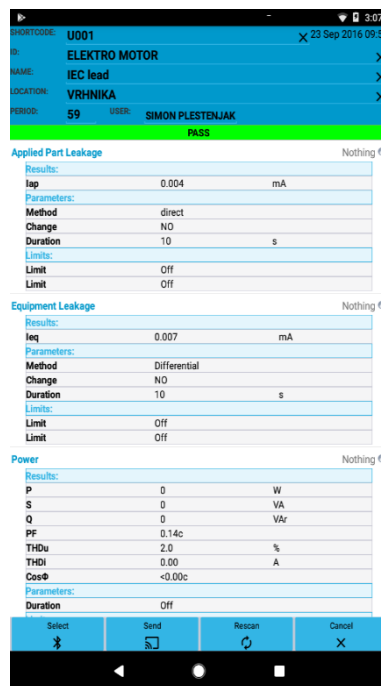 3:07
SHORTCODE: U001 23 Sep 2016 09:5
ID: ELEKTRO MOTOR
NAME: IEC lead
LOCATION: VRHNIKA
PERIOD: 59 USER: SIMON PLESTENJAK
PASS
Applied Part Leakage Nothing
Results:
Iap 0.004 mA
Parameters:
Method direct
Change NO
Duration 10 s
Limits:
Limit Off
Limit Off
Equipment Leakage Nothing
Results:
Ieq 0.007 mA
Parameters:
Method Differential
Change NO
Duration 10 s
Limits:
Limit Off
Limit Off
Power Nothing
Results:
P 0 W
S 0 VA
Q 0 VAr
PF 0.14c
THDu 2.0 %
THDi 0.00 A
CosΦ <0.00c
Parameters:
Duration Off
Select Send Rescan Cancel